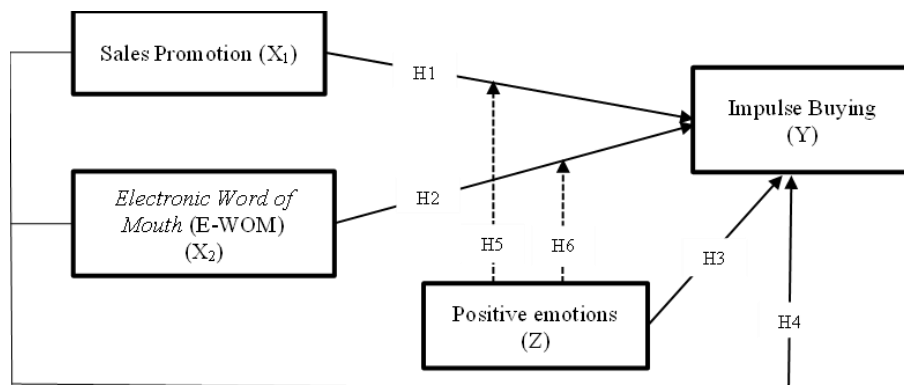 Sales Promotion (X₁)
H1
Impulse Buying
(Y)
Electronic Word of
Mouth (E-WOM)
(X₂)
H2
H5
H6
H3
Positive emotions
(Z)
H4